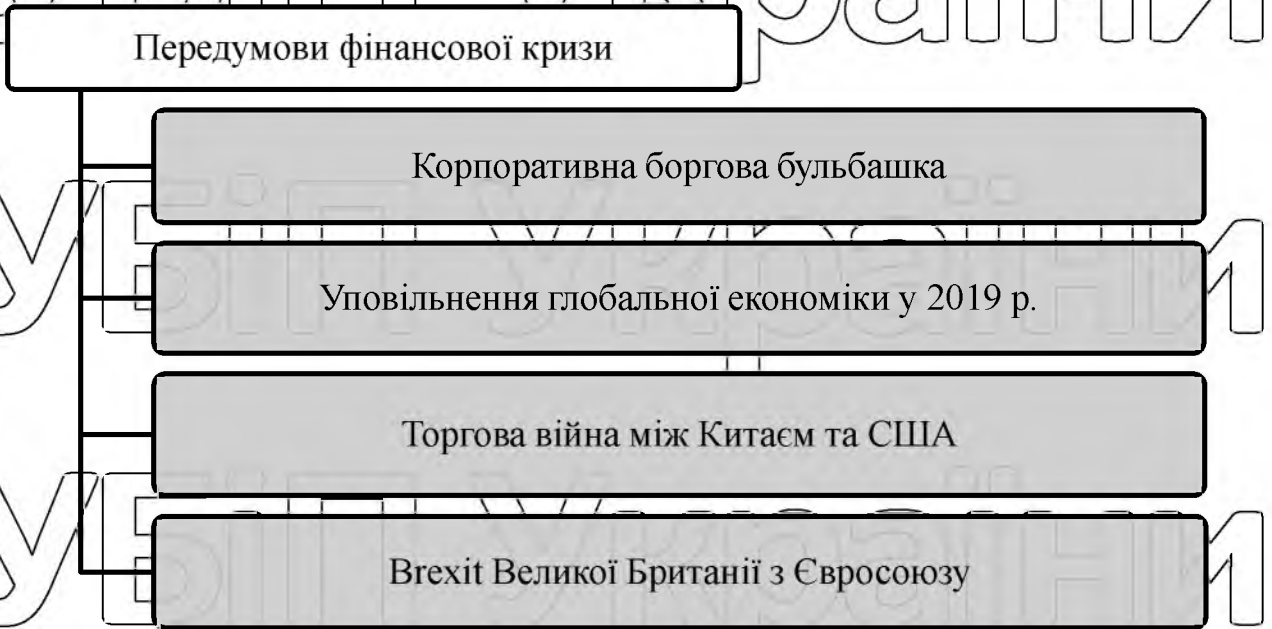 Передумови фінансової кризи
Корпоративна боргова бульбашка
Уповільнення глобальної економіки у 2019 р.
Торгова війна між Китаєм та США
Brexit Великої Британії з Євросоюзу